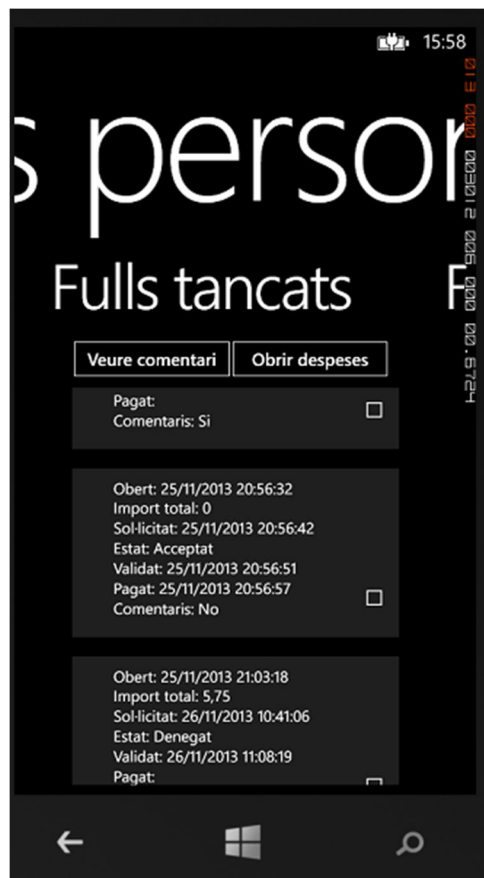 15:58
s person
Fulls tancats
F
Veure comentari
Obrir despeses
Pagat:
Comentaris: Si
Obert: 25/11/2013 20:56:32
Import total: 0
Sol·licitat: 25/11/2013 20:56:42
Estat: Acceptat
Validat: 25/11/2013 20:56:51
Pagat: 25/11/2013 20:56:57
Comentaris: No
Obert: 25/11/2013 21:03:18
Import total: 5,75
Sol·licitat: 26/11/2013 10:41:06
Estat: Denegat
Validat: 26/11/2013 11:08:19
Pagat: